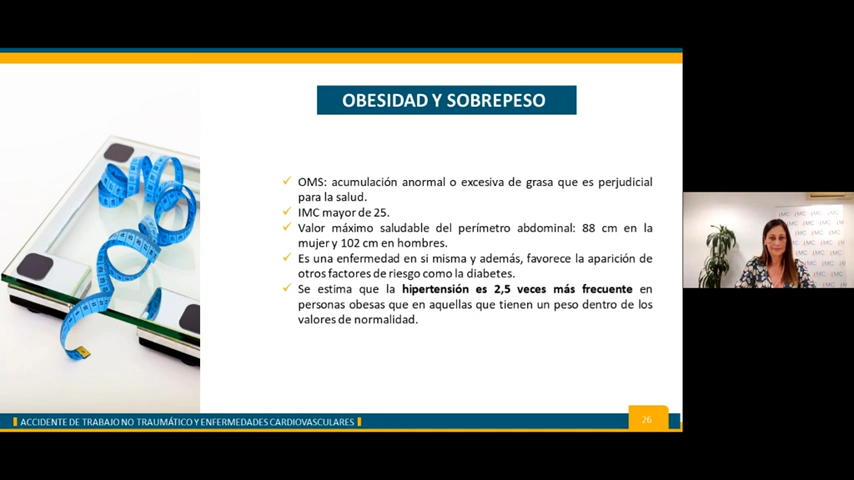 OBESIDAD Y SOBREPESO
✓ OMS: acumulación anormal o excesiva de grasa que es perjudicial
para la salud.
✓ IMC mayor de 25.
✓ Valor máximo saludable del perímetro abdominal: 88 cm en la
mujer y 102 cm en hombres.
✓ Es una enfermedad en si misma y además, favorece la aparición de
otros factores de riesgo como la diabetes.
✓ Se estima que la hipertensión es 2,5 veces más frecuente en
personas obesas que en aquellas que tienen un peso dentro de los
valores de normalidad.
ACCIDENTE DE TRABAJO NO TRAUMÁTICO Y ENFERMEDADES CARDIOVASCULARES
26